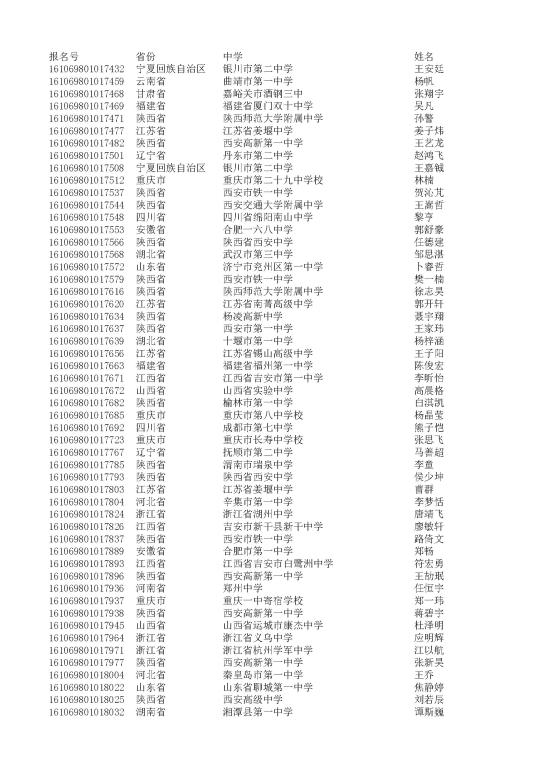 报名号 省份 中学 姓名
161069801017432 宁夏回族自治区 银川市第二中学 王安廷
161069801017459 云南省 曲靖市第一中学 杨帆
161069801017468 甘肃省 嘉峪关市酒钢三中 张翔宇
161069801017469 福建省 福建省厦门双十中学 吴凡
161069801017471 陕西省 陕西师范大学附属中学 孙警
161069801017477 江苏省 江苏省姜堰中学 姜子炜
161069801017482 陕西省 西安高新第一中学 王艺龙
161069801017501 辽宁省 丹东市第二中学 赵鸿飞
161069801017508 宁夏回族自治区 银川市第二中学 王嘉铖
161069801017512 重庆市 重庆市第二十九中学校 林楠
161069801017537 陕西省 西安市铁一中学 贺沁芃
161069801017544 陕西省 西安交通大学附属中学 王嵩哲
161069801017548 四川省 四川省绵阳南山中学 黎亨
161069801017553 安徽省 合肥一六八中学 郭舒豪
161069801017566 陕西省 陕西省西安中学 任德建
161069801017568 湖北省 武汉市第三中学 邹思湛
161069801017572 山东省 济宁市兖州区第一中学 卜睿哲
161069801017579 陕西省 西安市铁一中学 樊一楠
161069801017616 陕西省 陕西师范大学附属中学 徐志昊
161069801017620 江苏省 江苏省南菁高级中学 郭开轩
161069801017634 陕西省 杨凌高新中学 聂宇翔
161069801017637 陕西省 西安市第一中学 王家玮
161069801017639 湖北省 十堰市第一中学 杨梓涵
161069801017656 江苏省 江苏省锡山高级中学 王子阳
161069801017663 福建省 福建省福州第一中学 陈俊宏
161069801017671 江西省 江西省吉安市第一中学 李昕怡
161069801017672 山西省 山西省实验中学 高晨格
161069801017682 陕西省 榆林市第一中学 白淇凯
161069801017685 重庆市 重庆市第八中学校 杨晶莹
161069801017692 四川省 成都市第七中学 熊子恺
161069801017723 重庆市 重庆市长寿中学校 张思飞
161069801017767 辽宁省 抚顺市第二中学 马善超
161069801017785 陕西省 渭南市瑞泉中学 李童
161069801017793 陕西省 陕西省西安中学 侯少坤
161069801017803 江苏省 江苏省姜堰中学 曹群
161069801017804 河北省 辛集市第一中学 李梦恬
161069801017824 浙江省 浙江省湖州中学 唐靖飞
161069801017826 江西省 吉安市新干县新干中学 廖敏轩
161069801017837 陕西省 西安市铁一中学 路倚文
161069801017889 安徽省 合肥市第一中学 郑杨
161069801017893 江西省 江西省吉安市白鹭洲中学 符宏勇
161069801017896 陕西省 西安高新第一中学 王劼珉
161069801017936 河南省 郑州中学 任恒宇
161069801017937 重庆市 重庆一中寄宿学校 郑一玮
161069801017938 陕西省 西安高新第一中学 蒋碧宇
161069801017945 山西省 山西省运城市康杰中学 杜泽明
161069801017964 浙江省 浙江省义乌中学 应明辉
161069801017971 浙江省 浙江省杭州学军中学 江以航
161069801017977 陕西省 西安高新第一中学 张新昊
161069801018004 河北省 秦皇岛市第一中学 王乔
161069801018022 山东省 山东省聊城第一中学 焦静婷
161069801018025 陕西省 西安高级中学 刘若辰
161069801018032 湖南省 湘潭县第一中学 谭斯巍